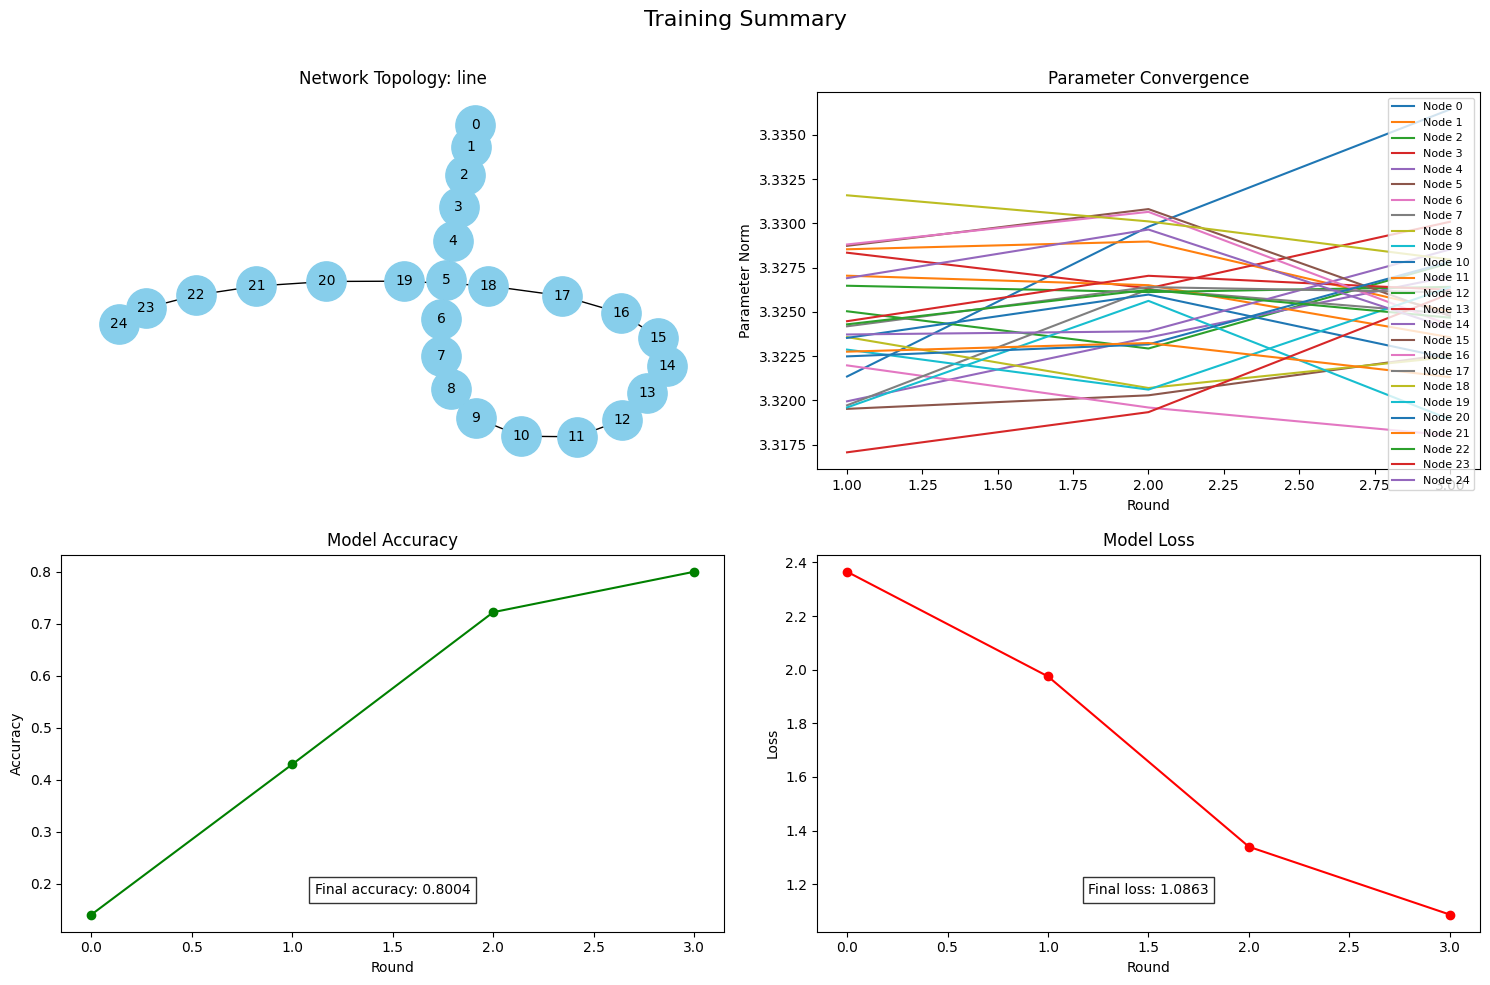 Training Summary
Network Topology: line
0
1
2
3
4
5
6
7
8
9
10
11
12
13
14
15
16
17
18
19
20
21
22
23
24
Parameter Convergence
Parameter Norm
3.3350
3.3325
3.3300
3.3275
3.3250
3.3225
3.3200
3.3175
1.00 1.25 1.50 1.75 2.00 2.25 2.50 2.75 3.00
Round
Node 0
Node 1
Node 2
Node 3
Node 4
Node 5
Node 6
Node 7
Node 8
Node 9
Node 10
Node 11
Node 12
Node 13
Node 14
Node 15
Node 16
Node 17
Node 18
Node 19
Node 20
Node 21
Node 22
Node 23
Node 24
Model Accuracy
Accuracy
0.8
0.7
0.6
0.5
0.4
0.3
0.2
Final accuracy: 0.8004
0.0 0.5 1.0 1.5 2.0 2.5 3.0
Round
Model Loss
Loss
2.4
2.2
2.0
1.8
1.6
1.4
1.2
Final loss: 1.0863
0.0 0.5 1.0 1.5 2.0 2.5 3.0
Round